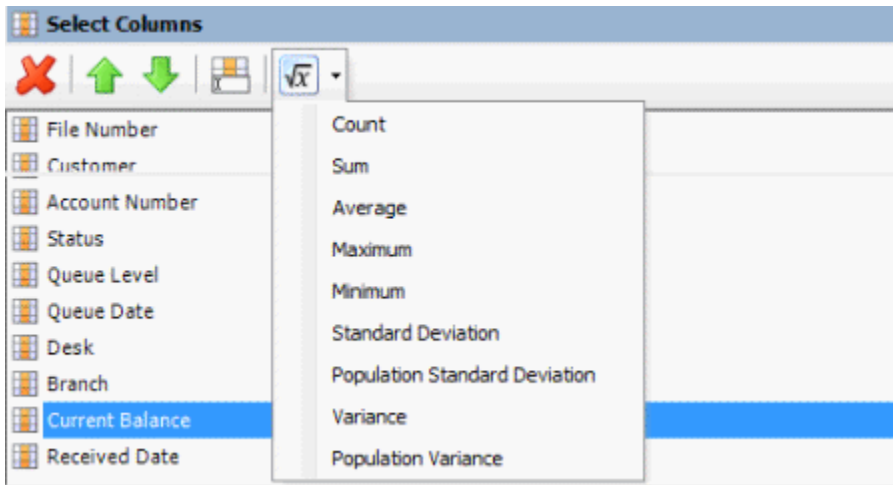 Select Columns
√x
File Number
Customer
Account Number
Status
Queue Level
Queue Date
Desk
Branch
Current Balance
Received Date
Count
Sum
Average
Maximum
Minimum
Standard Deviation
Population Standard Deviation
Variance
Population Variance